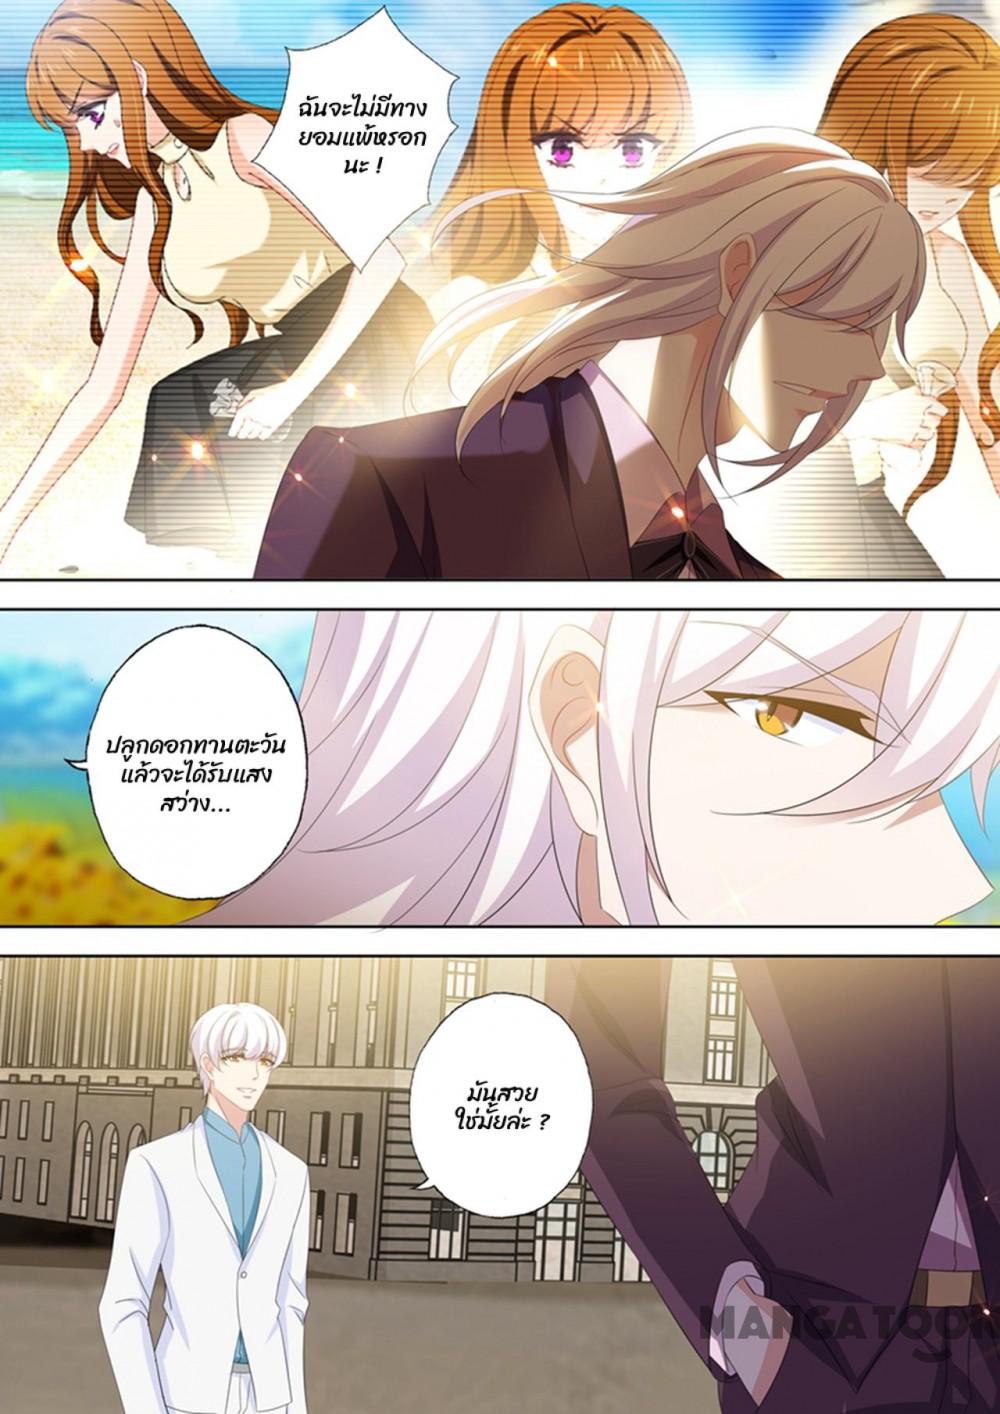 ฉันจะไม่มีทาง
ยอมแพ้หรอก
นะ !
ปลูกดอกทานตะวัน
แล้วจะได้รับแสง
สว่าง...
มันสวย
ใช่มั้ยล่ะ ?
MANGATOON